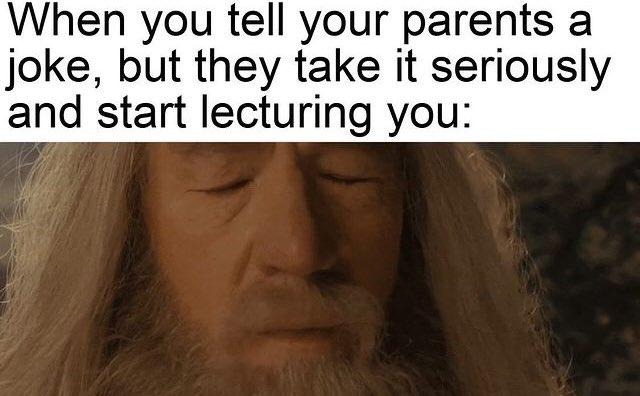 When you tell your parents a
joke, but they take it seriously
and start lecturing you: